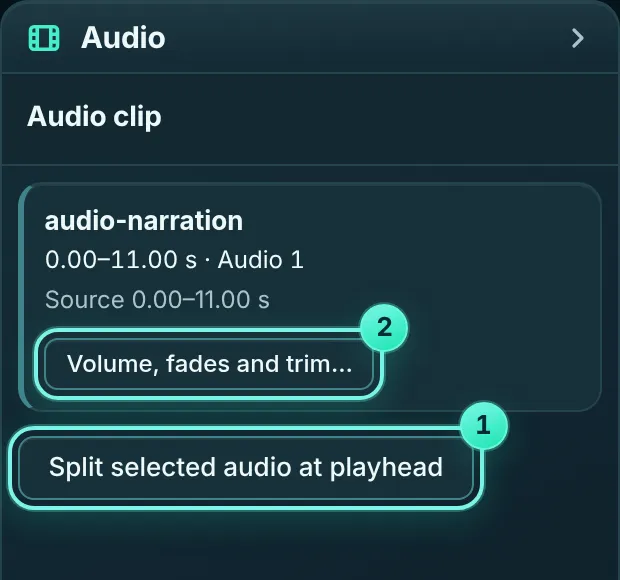 Audio
Audio clip
audio-narration
0.00–11.00 s · Audio 1
Source 0.00–11.00 s
2
Volume, fades and trim...
1
Split selected audio at playhead